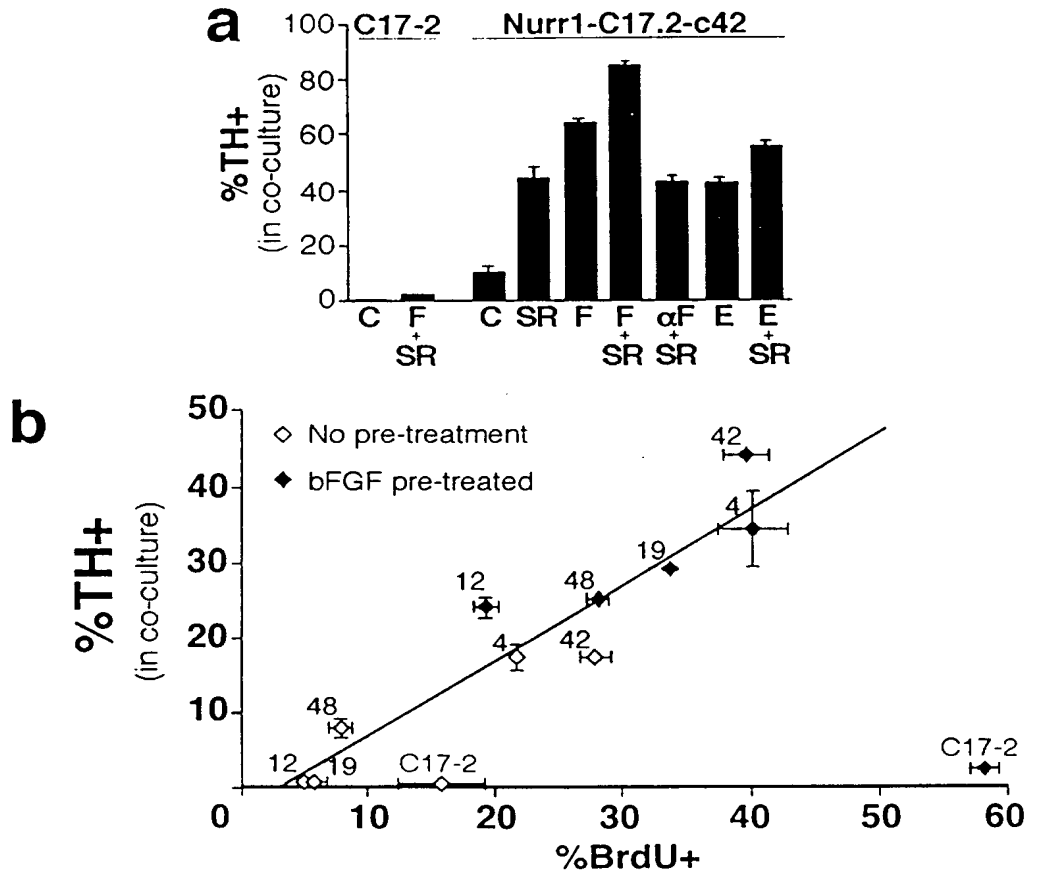 a
C17-2 Nurr1-C17.2-c42
100
80
60
40
20
0
%TH+
(in co-culture)
C F + SR C SR F F + SR αF + SR E E + SR
b
50
40
30
20
10
0
%TH+
(in co-culture)
◇ No pre-treatment
◆ bFGF pre-treated
42
4
19
12
48
4
42
48
12
19
C17-2
C17-2
0 10 20 30 40 50 60
%BrdU+